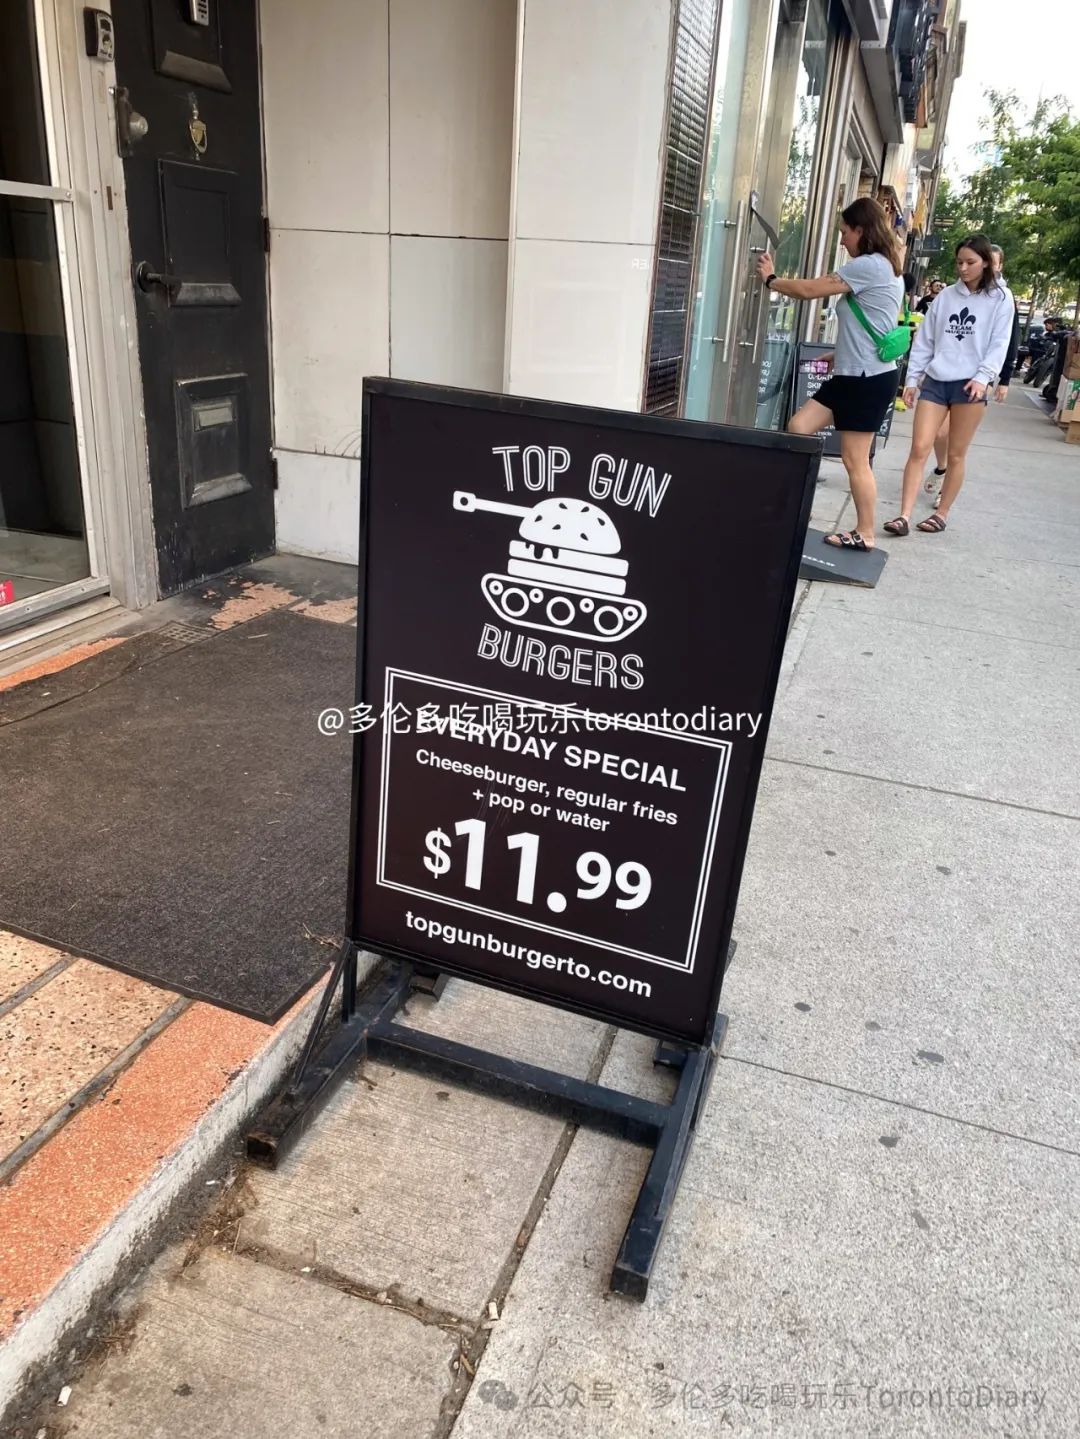 TOP GUN
BURGERS
@多伦多吃喝玩乐torontodiary
EVERYDAY SPECIAL
Cheeseburger, regular fries
+ pop or water
$11.99
topgunburgerto.com
TEAM
公众号 · 多伦多吃喝玩乐TorontoDiary